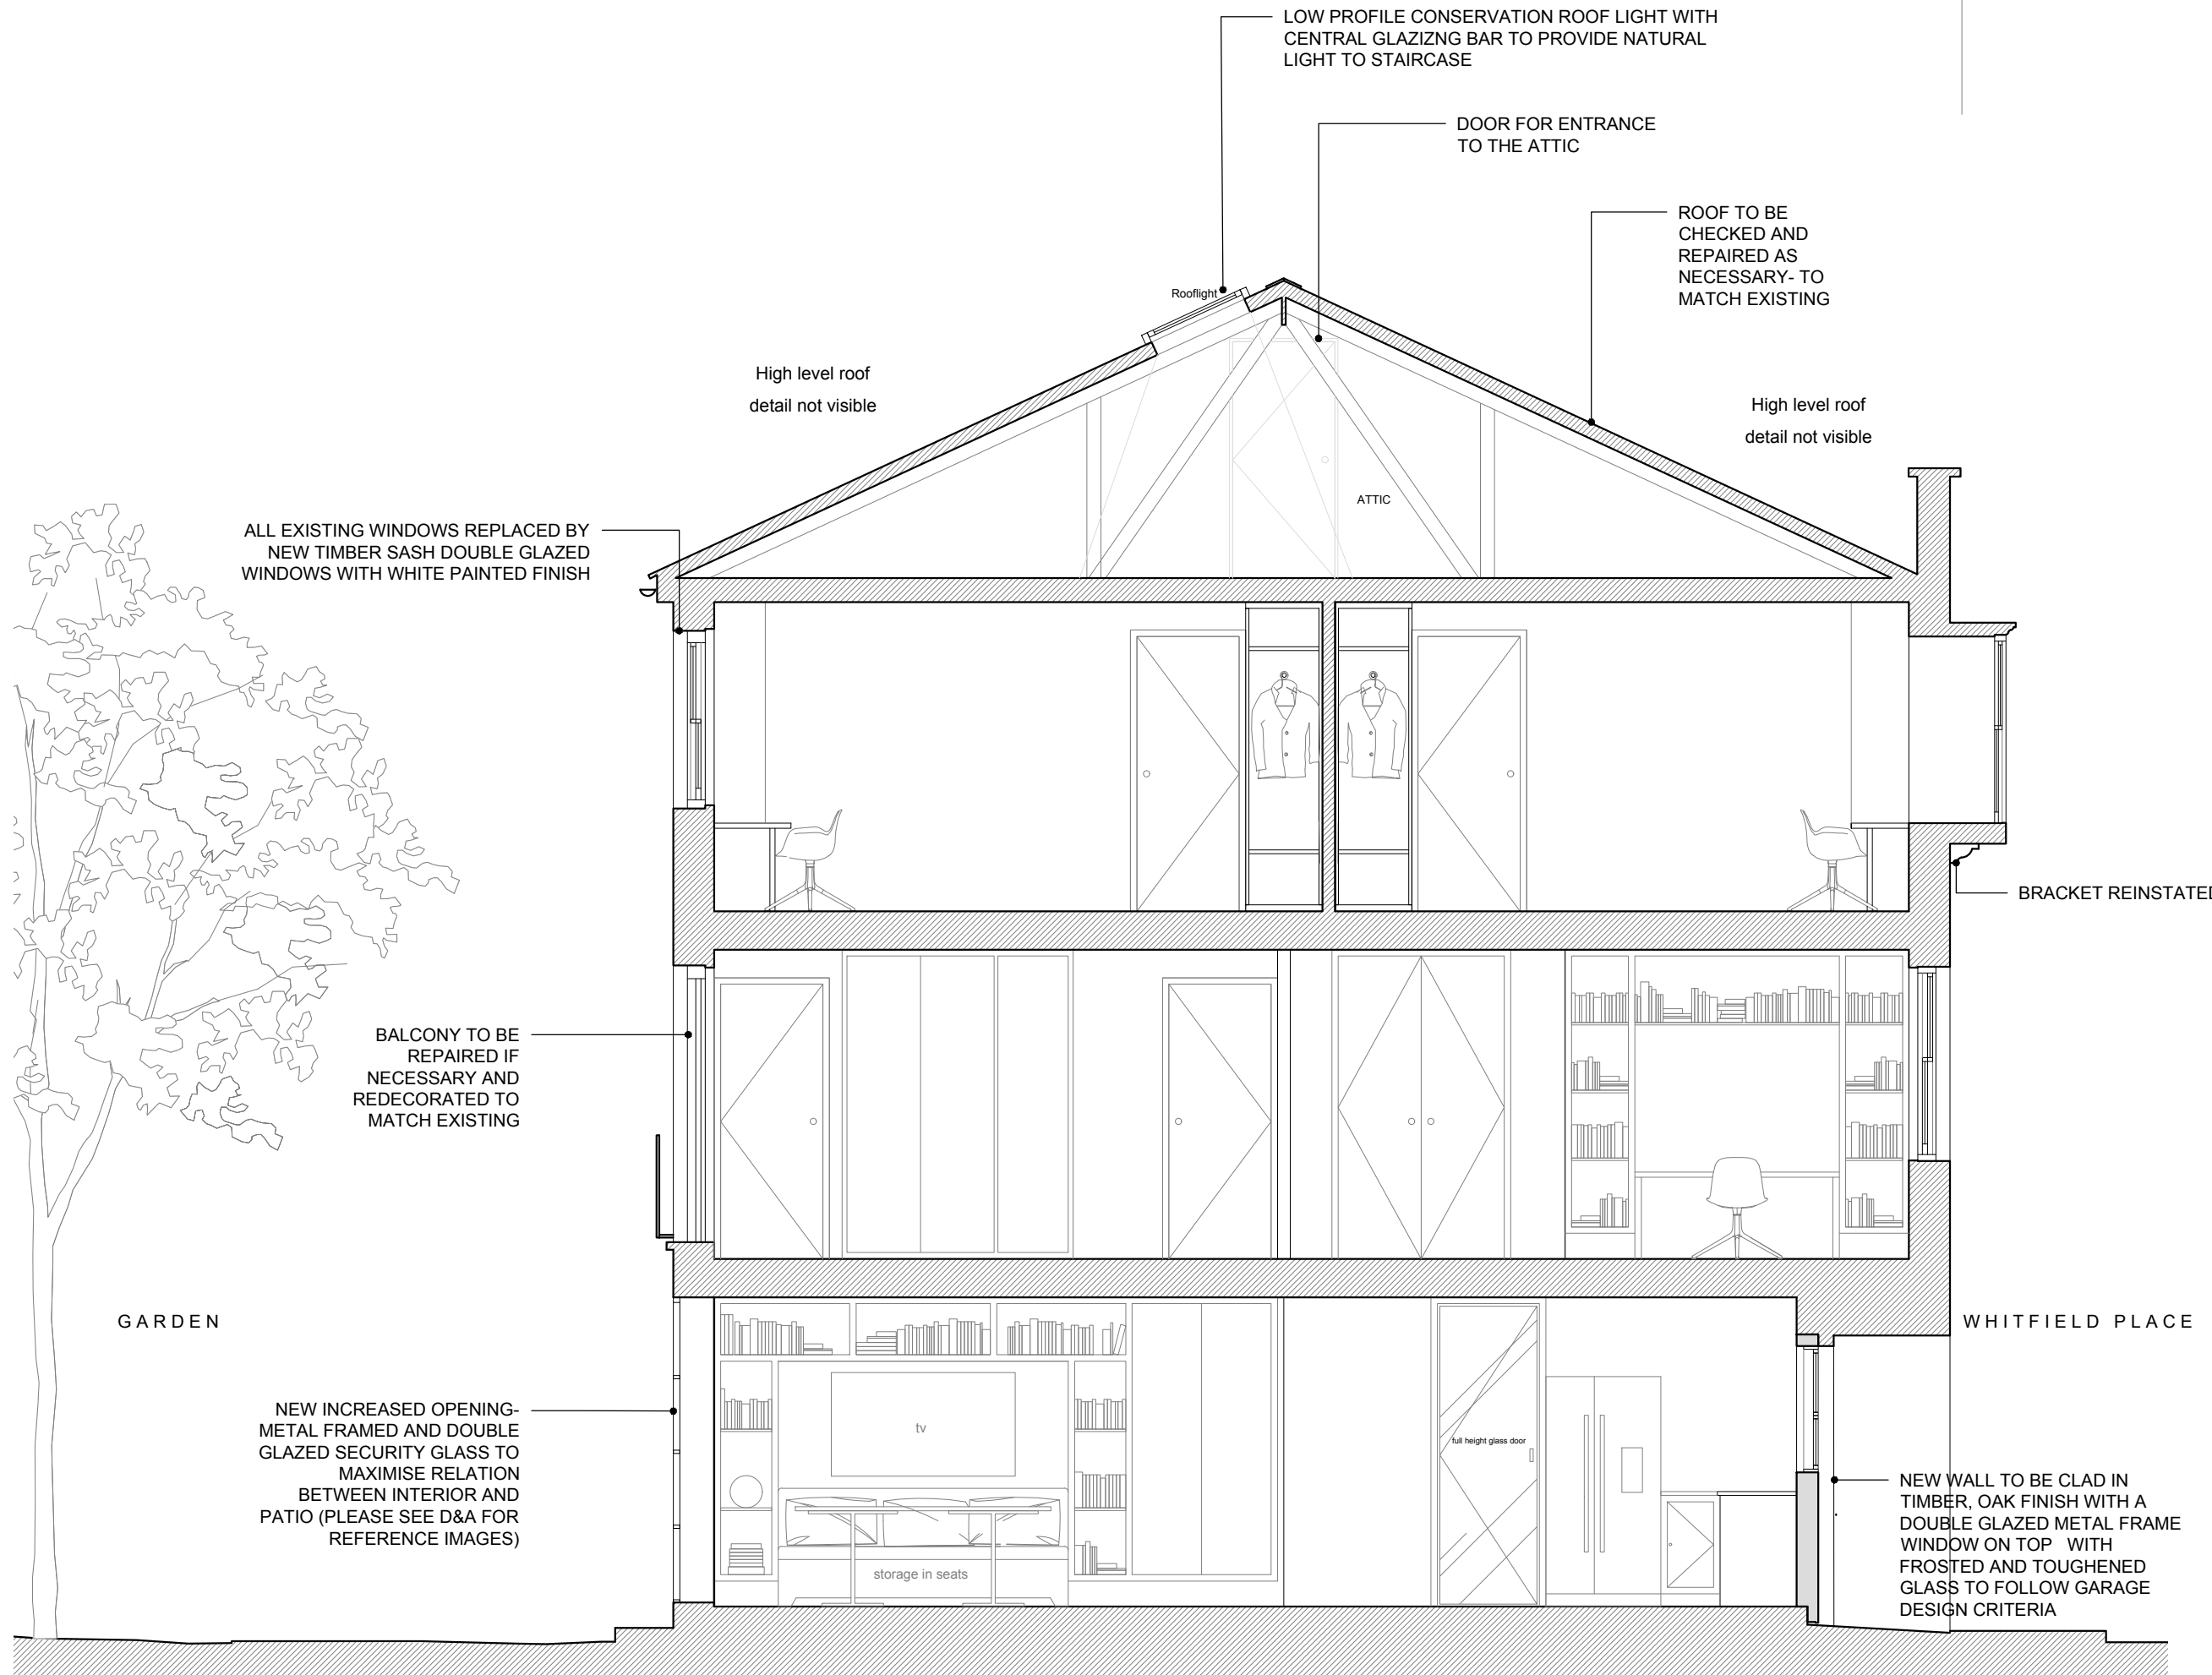 LOW PROFILE CONSERVATION ROOF LIGHT WITH
CENTRAL GLAZIZNG BAR TO PROVIDE NATURAL
LIGHT TO STAIRCASE
DOOR FOR ENTRANCE
TO THE ATTIC
ROOF TO BE
CHECKED AND
REPAIRED AS
NECESSARY- TO
MATCH EXISTING
Rooflight
High level roof
detail not visible
High level roof
detail not visible
ATTIC
ALL EXISTING WINDOWS REPLACED BY
NEW TIMBER SASH DOUBLE GLAZED
WINDOWS WITH WHITE PAINTED FINISH
BRACKET REINSTATED
BALCONY TO BE
REPAIRED IF
NECESSARY AND
REDECORATED TO
MATCH EXISTING
GARDEN
WHITFIELD PLACE
NEW INCREASED OPENING-
METAL FRAMED AND DOUBLE
GLAZED SECURITY GLASS TO
MAXIMISE RELATION
BETWEEN INTERIOR AND
PATIO (PLEASE SEE D&A FOR
REFERENCE IMAGES)
tv
storage in seats
full height glass door
NEW WALL TO BE CLAD IN
TIMBER, OAK FINISH WITH A
DOUBLE GLAZED METAL FRAME
WINDOW ON TOP WITH
FROSTED AND TOUGHENED
GLASS TO FOLLOW GARAGE
DESIGN CRITERIA